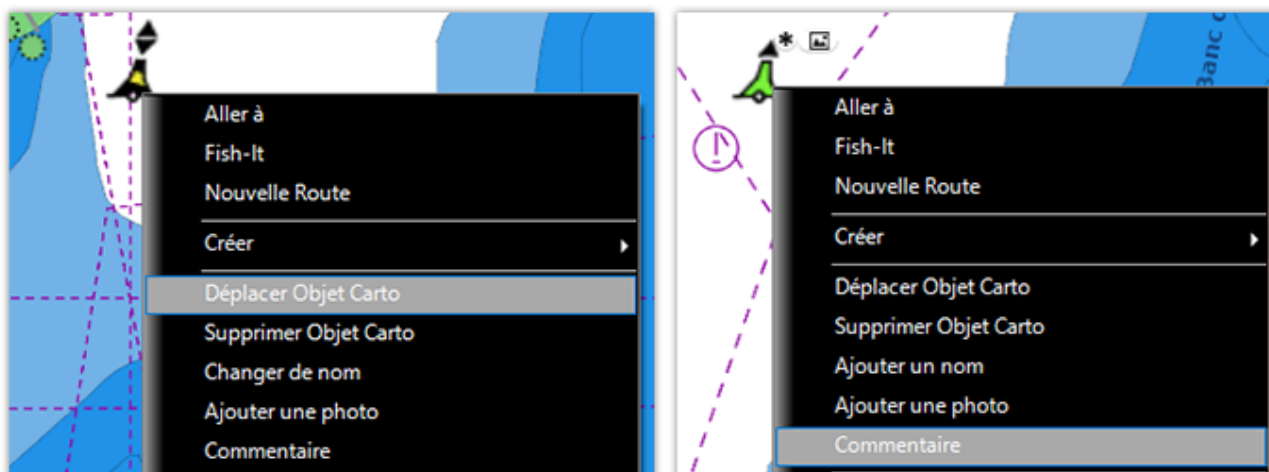 Aller à
Fish-It
Nouvelle Route
Créer
Déplacer Objet Carto
Supprimer Objet Carto
Changer de nom
Ajouter une photo
Commentaire
Banc
Aller à
Fish-It
Nouvelle Route
Créer
Déplacer Objet Carto
Supprimer Objet Carto
Ajouter un nom
Ajouter une photo
Commentaire